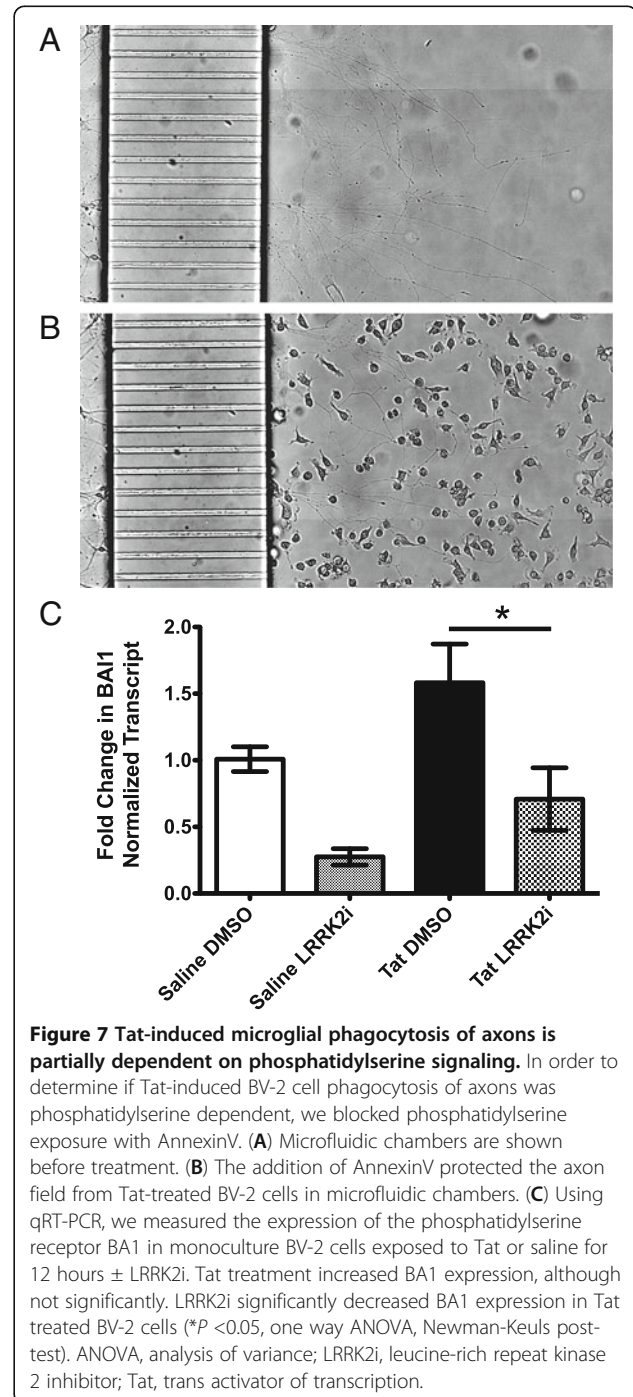 A
B
C
*
Fold Change in BAI1
Normalized Transcript
2.0
1.5
1.0
0.5
0.0
Saline DMSO
Saline LRRK2i
Tat DMSO
Tat LRRK2i
Figure 7 Tat-induced microglial phagocytosis of axons is
partially dependent on phosphatidylserine signaling. In order to
determine if Tat-induced BV-2 cell phagocytosis of axons was
phosphatidylserine dependent, we blocked phosphatidylserine
exposure with AnnexinV. (A) Microfluidic chambers are shown
before treatment. (B) The addition of AnnexinV protected the axon
field from Tat-treated BV-2 cells in microfluidic chambers. (C) Using
qRT-PCR, we measured the expression of the phosphatidylserine
receptor BA1 in monoculture BV-2 cells exposed to Tat or saline for
12 hours ± LRRK2i. Tat treatment increased BA1 expression, although
not significantly. LRRK2i significantly decreased BA1 expression in Tat
treated BV-2 cells (*P <0.05, one way ANOVA, Newman-Keuls post-
test). ANOVA, analysis of variance; LRRK2i, leucine-rich repeat kinase
2 inhibitor; Tat, trans activator of transcription.